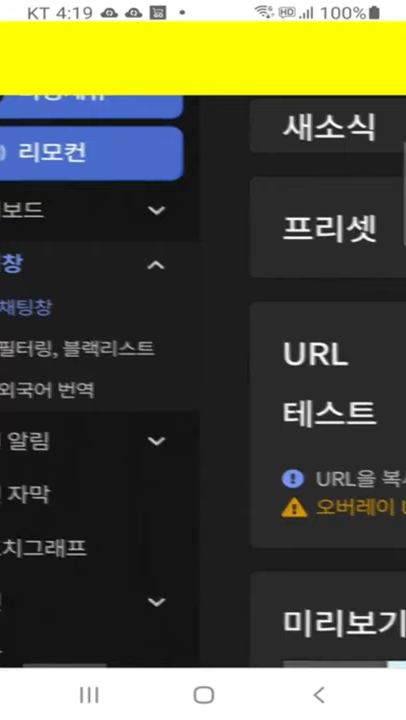 KT 4:19
HD 100%
리모컨
새소식
보드
프리셋
창
채팅창
필터링, 블랙리스트
외국어 번역
URL
테스트
알림
URL을
오버레이
자막
치그래프
미리보기